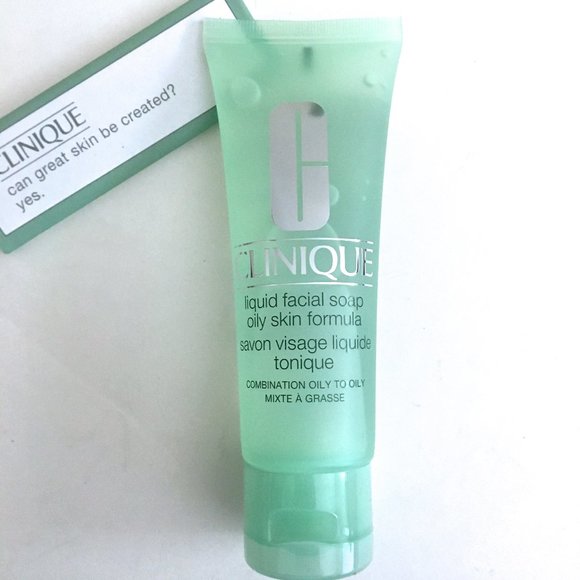 CLINIQUE
can great skin be created?
yes.
CLINIQUE
liquid facial soap
oily skin formula
savon visage liquide
tonique
COMBINATION OILY TO OILY
MIXTE À GRASSE